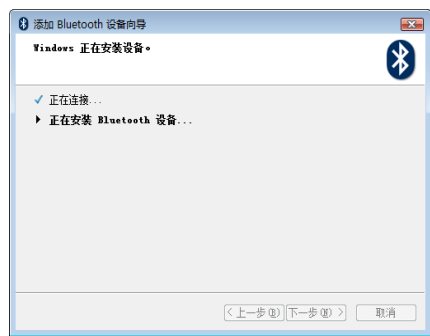 添加 Bluetooth 设备向导
Windows 正在安装设备。
正在连接...
正在安装 Bluetooth 设备...
<上一步(B) 下一步(N) > 取消